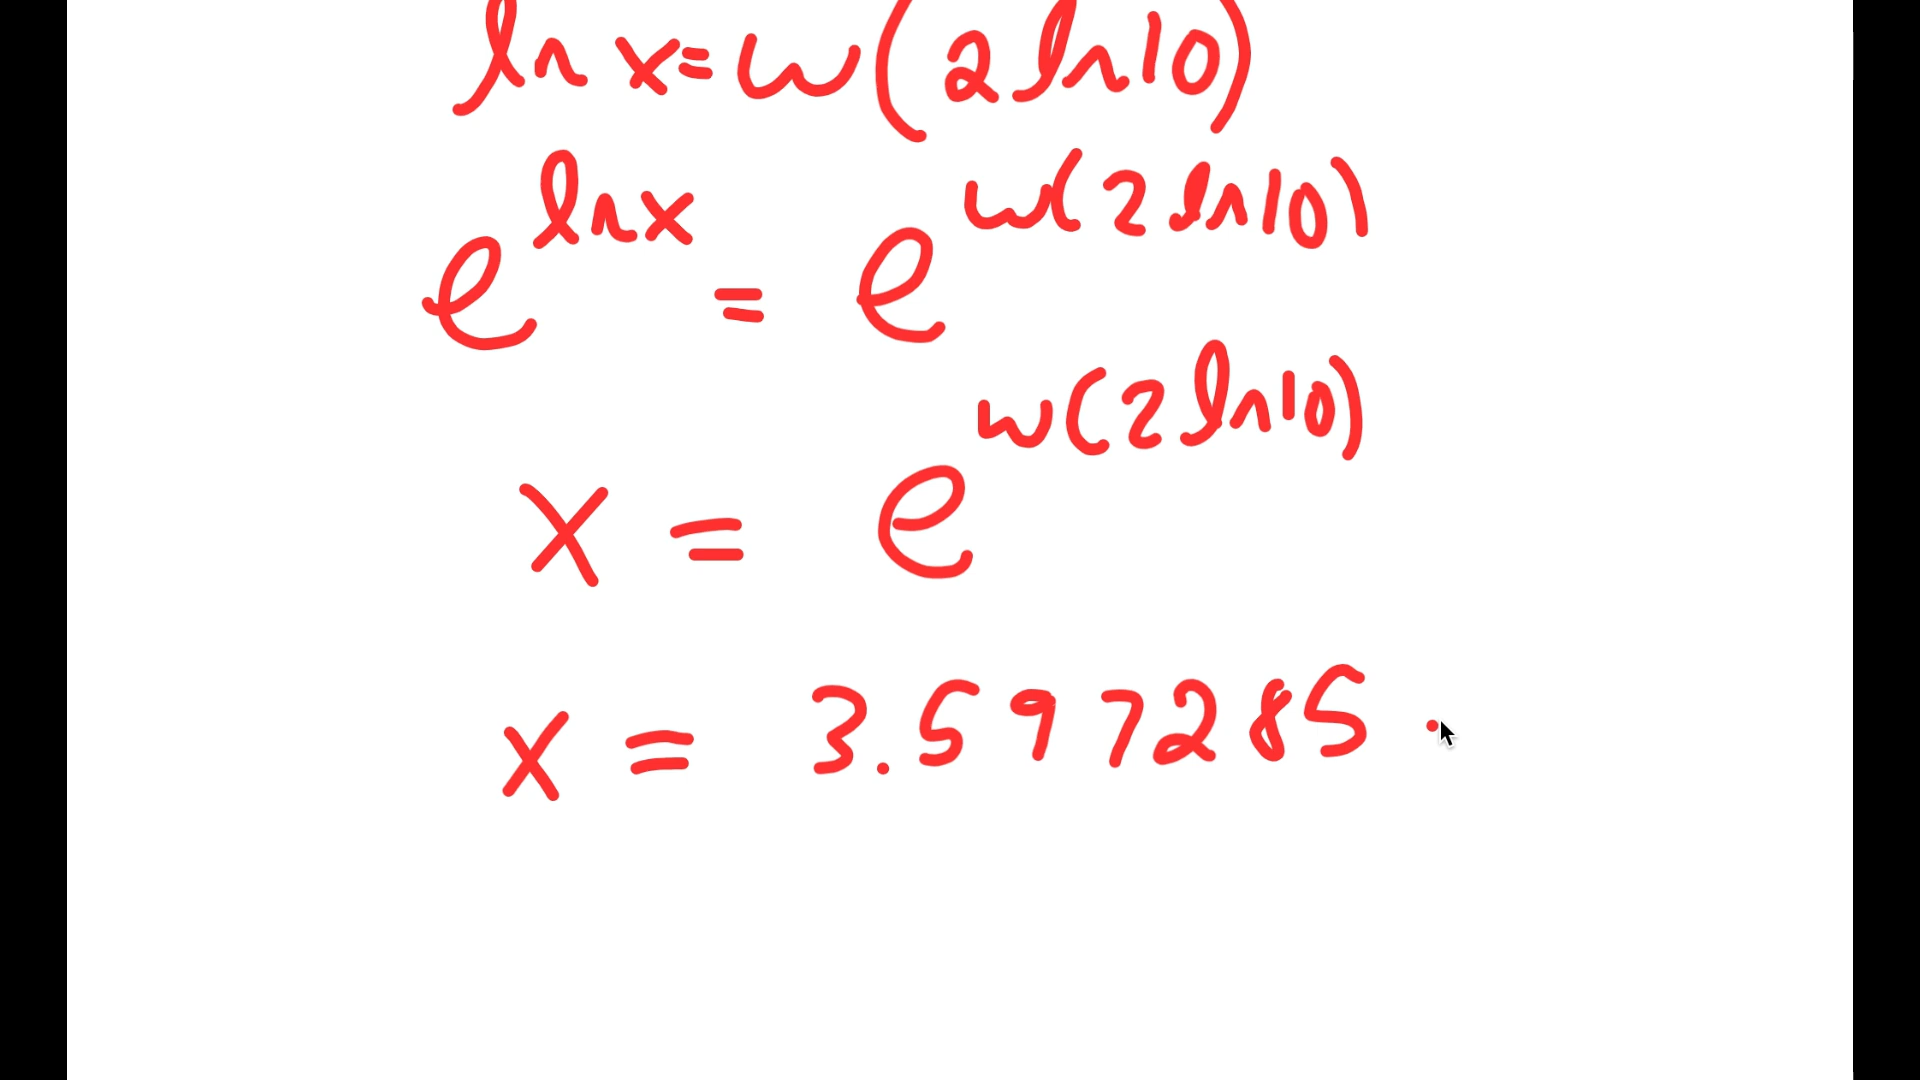 ln x = w(2 ln 10)
e^{ln x} = e^{w(2 ln 10)}
x = e^{w(2 ln 10)}
x = 3.597285 .